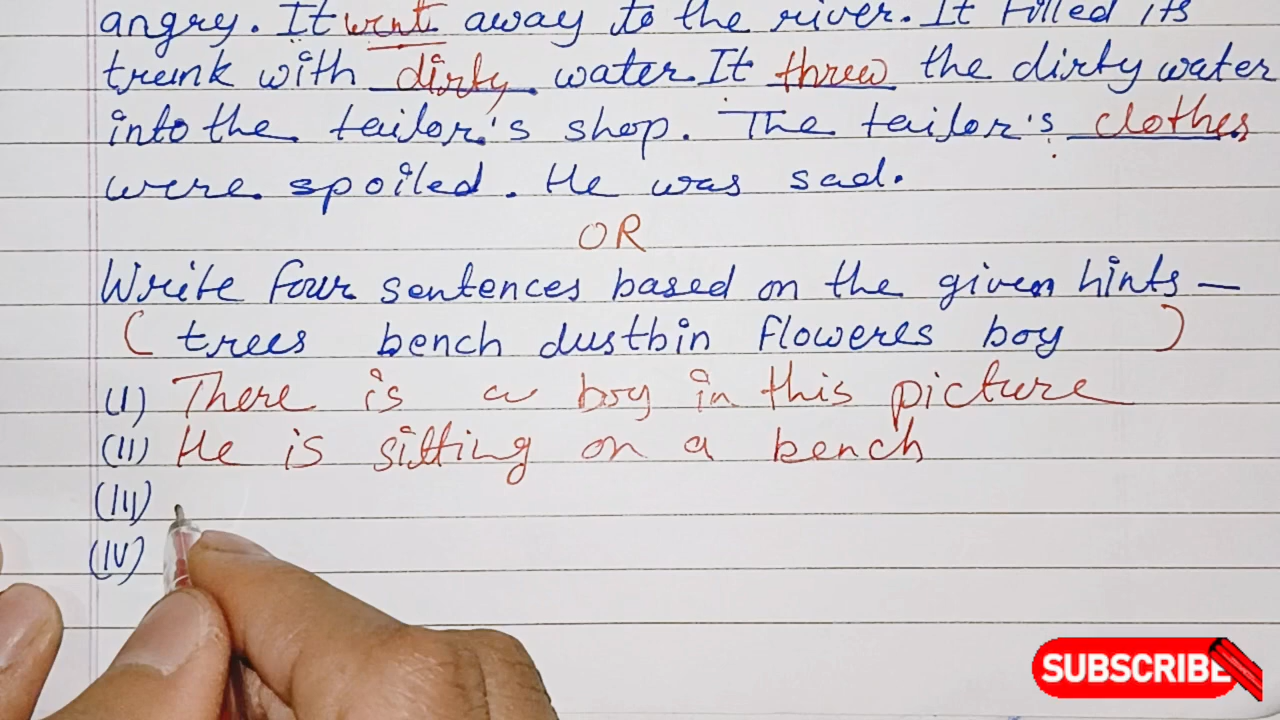 angry. It went away to the river. It filled its
trunk with dirty water. It threw the dirty water
into the tailor's shop. The tailor's clothes
were spoiled. He was sad.
OR
Write four sentences based on the given hints —
( trees bench dustbin floweres boy )
(I) There is a boy in this picture
(II) He is sitting on a bench
(III)
(IV)
SUBSCRIBE